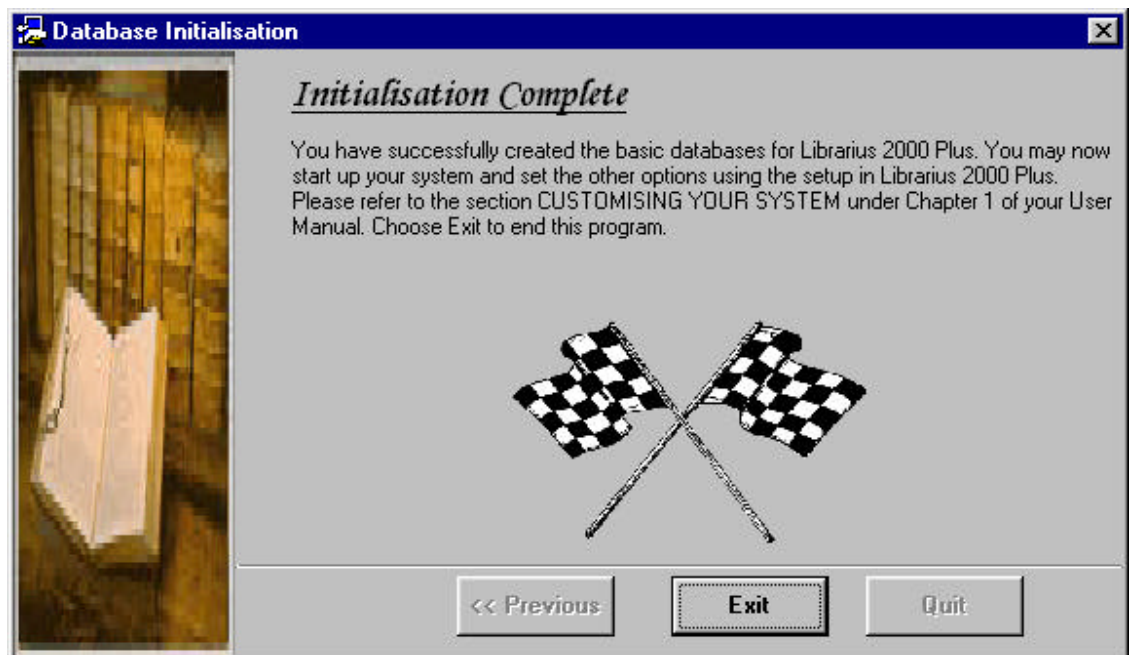 Database Initialisation
Initialisation Complete
You have successfully created the basic databases for Librarius 2000 Plus. You may now
start up your system and set the other options using the setup in Librarius 2000 Plus.
Please refer to the section CUSTOMISING YOUR SYSTEM under Chapter 1 of your User
Manual. Choose Exit to end this program.
<< Previous
Exit
Quit